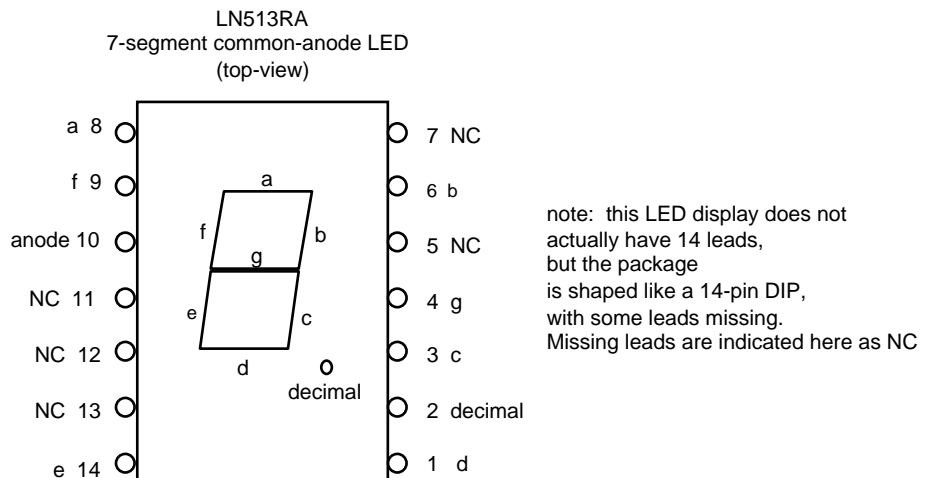 LN513RA
7-segment common-anode LED
(top-view)
a 8
7 NC
f 9
6 b
a
anode 10
f
b
5 NC
g
NC 11
4 g
e
c
NC 12
3 c
d
decimal
NC 13
2 decimal
e 14
1 d
note: this LED display does not
actually have 14 leads,
but the package
is shaped like a 14-pin DIP,
with some leads missing.
Missing leads are indicated here as NC